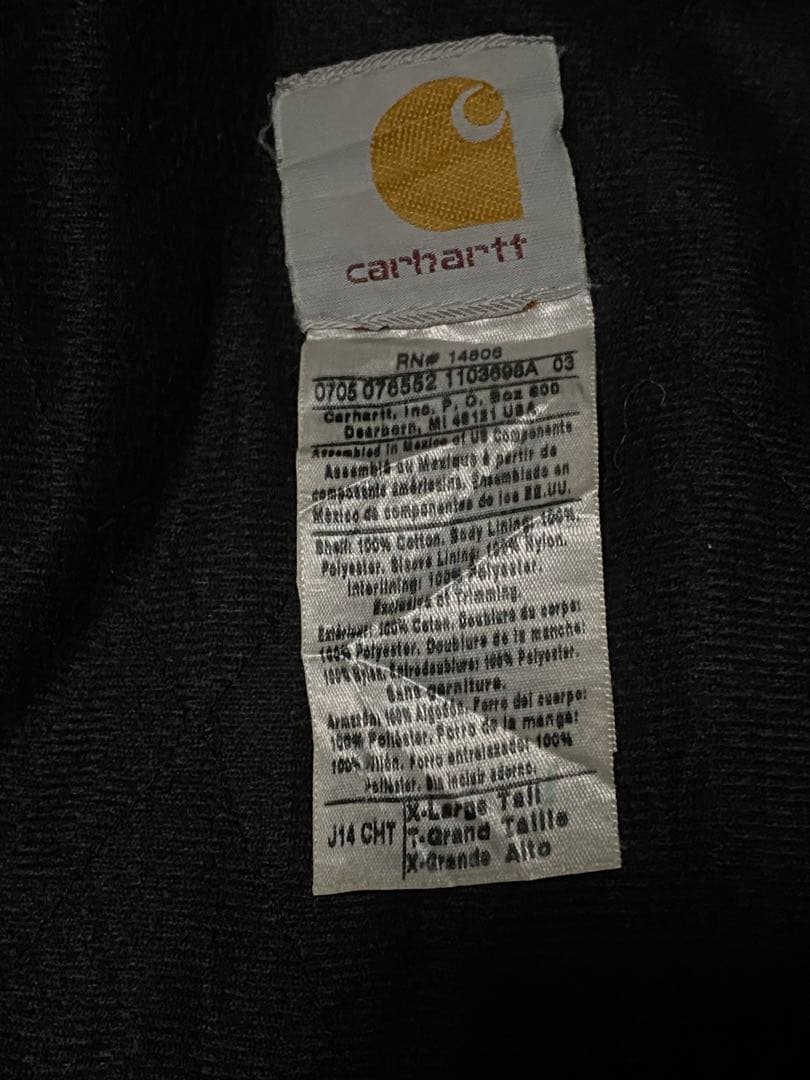 carhartt
RN# 14806
0705 076552 1103698A 03
Carhartt, Inc, P. O. Box 600
Dearborn, MI 48121 USA
Assembled in Mexico of US Components
Assemblé au Mexique à partir de
composants américains. Ensamblado en
México de componentes de los EE.UU.
Shell: 100% Cotton. Body Lining: 100%
Polyester. Sleeve Lining: 100% Nylon.
Interlining: 100% Polyester.
Exclusive of Trimming.
Extérieur: 100% Coton. Doublure du corps:
100% Polyester. Doublure de la manche:
100% Nylon. Entredoublure: 100% Polyester.
Sans garniture.
Armazón: 100% Algodón. Forro del cuerpo:
100% Poliéster. Forro de la manga:
100% Nilón. Forro entrelazador 100%
Poliéster. Sin incluir adorno.
J14 CHT
X-Large Tall
T-Grand Taille
X-Grande Alto